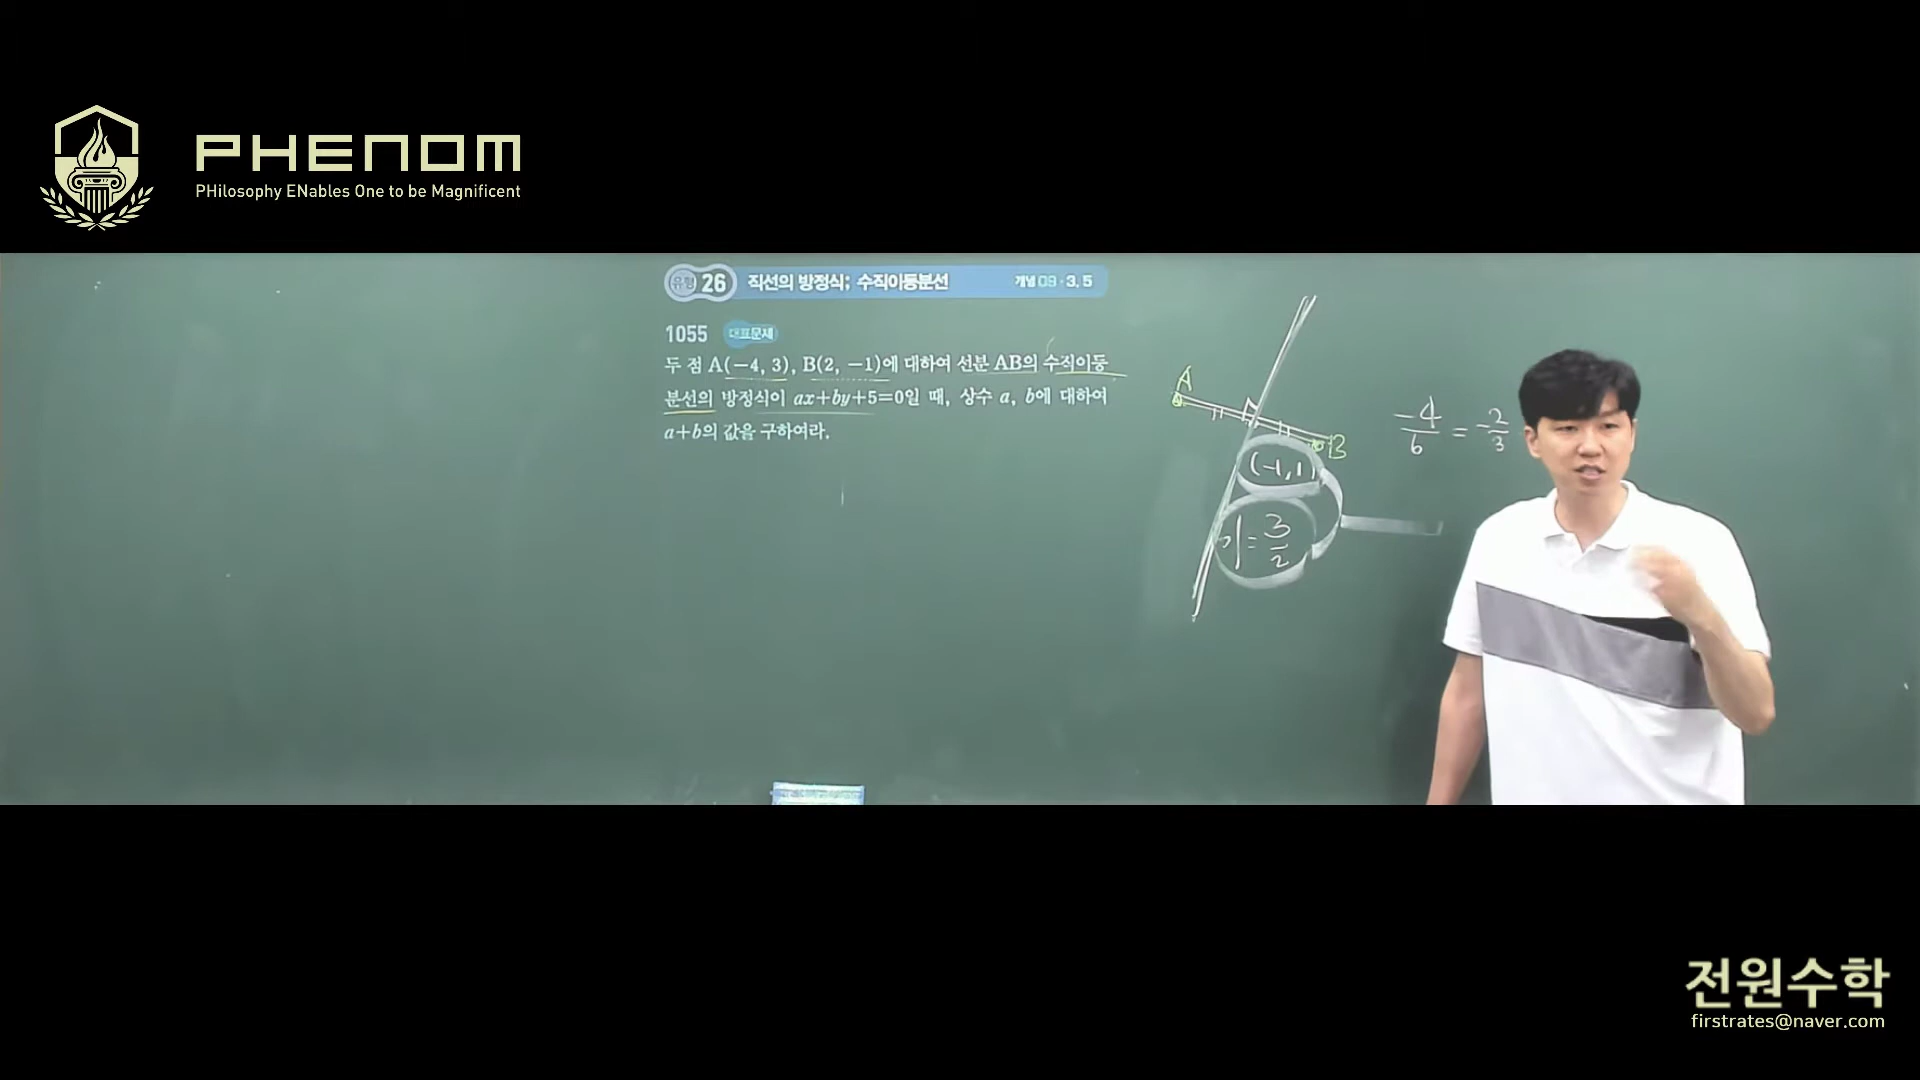 PHENOM
PHilosophy ENables One to be Magnificent
유형 26 직선의 방정식; 수직이등분선 개념 09 · 3, 5
1055 대표문제
두 점 A(−4, 3), B(2, −1)에 대하여 선분 AB의 수직이등
분선의 방정식이 ax+by+5=0일 때, 상수 a, b에 대하여
a+b의 값을 구하여라.
A
B
(-1, 1)
기=3/2
-4/6 = -2/3
전원수학
firstrates@naver.com